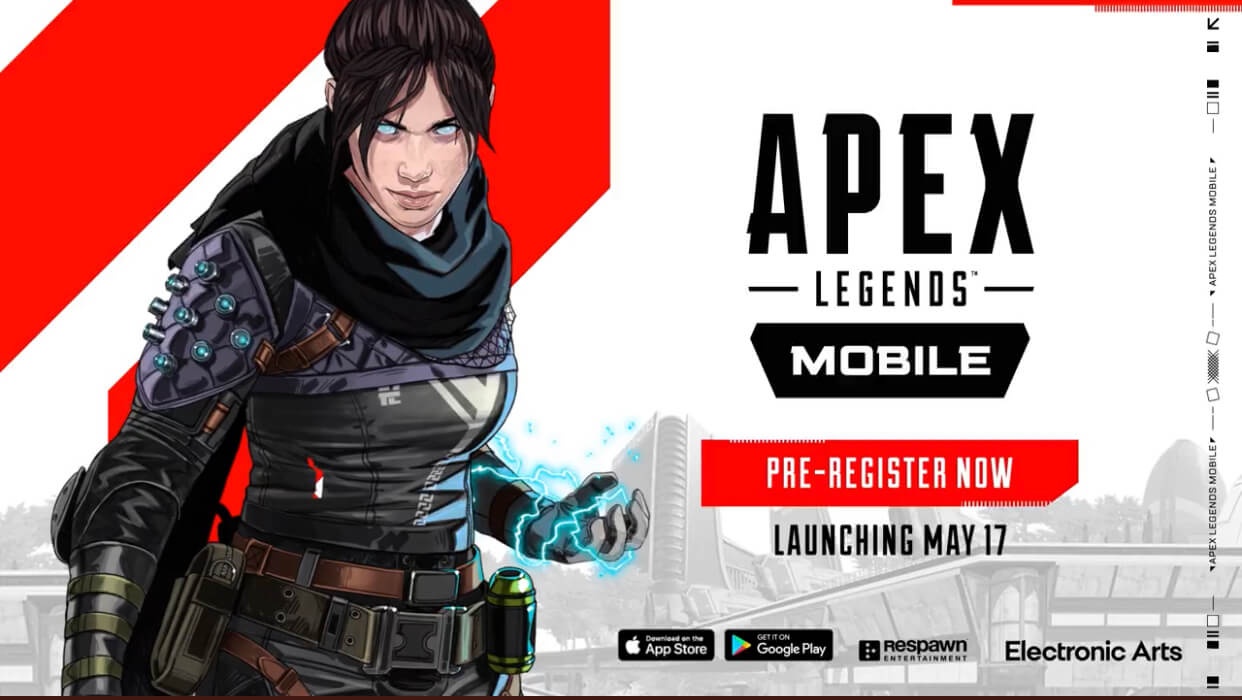 APEX
LEGENDS™
MOBILE
PRE-REGISTER NOW
LAUNCHING MAY 17
Download on the
App Store
GET IT ON
Google Play
Respawn
ENTERTAINMENT
Electronic Arts
APEX LEGENDS MOBILE
APEX LEGENDS MOBILE